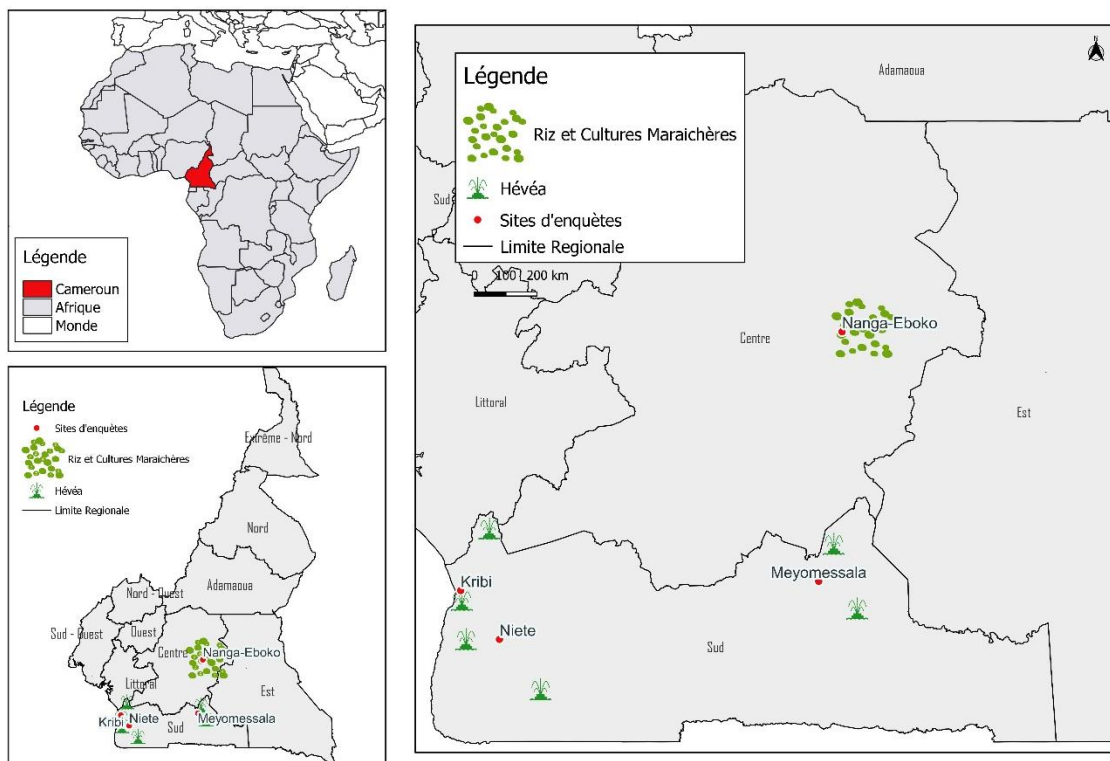 Légende
Cameroun
Afrique
Monde
Légende
Sites d'enquètes
Riz et Cultures Maraichères
Hévéa
Limite Regionale
Extrême - Nord
Nord
Adamaoua
Nord - Ouest
Sud - Ouest
Ouest
Centre
Nanga-Eboko
Littoral
Est
Kribi
Niete
Meyomessala
Sud
N
Adamaoua
Légende
Riz et Cultures Maraichères
Hévéa
Sites d'enquètes
Limite Regionale
Sud
0 100 200 km
Nanga-Eboko
Centre
Littoral
Est
Kribi
Meyomessala
Niete
Sud